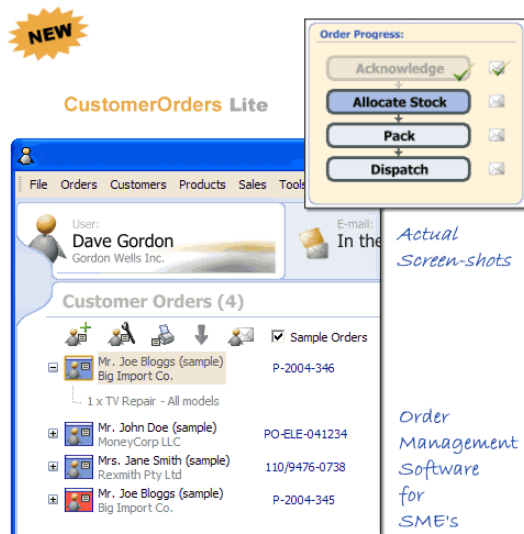 NEW
Order Progress:
Acknowledge
Allocate Stock
Pack
Dispatch
CustomerOrders Lite
File Orders Customers Products Sales Tools
User:
Dave Gordon
Gordon Wells Inc.
E-mail:
In the
Customer Orders (4)
Sample Orders
Mr. Joe Bloggs (sample)
Big Import Co.
P-2004-346
1 x TV Repair - All models
Mr. John Doe (sample)
MoneyCorp LLC
PO-ELE-041234
Mrs. Jane Smith (sample)
Rexmith Pty Ltd
110/9476-0738
Mr. Joe Bloggs (sample)
Big Import Co.
P-2004-345
Actual
Screen-shots
Order
Management
Software
for
SME's